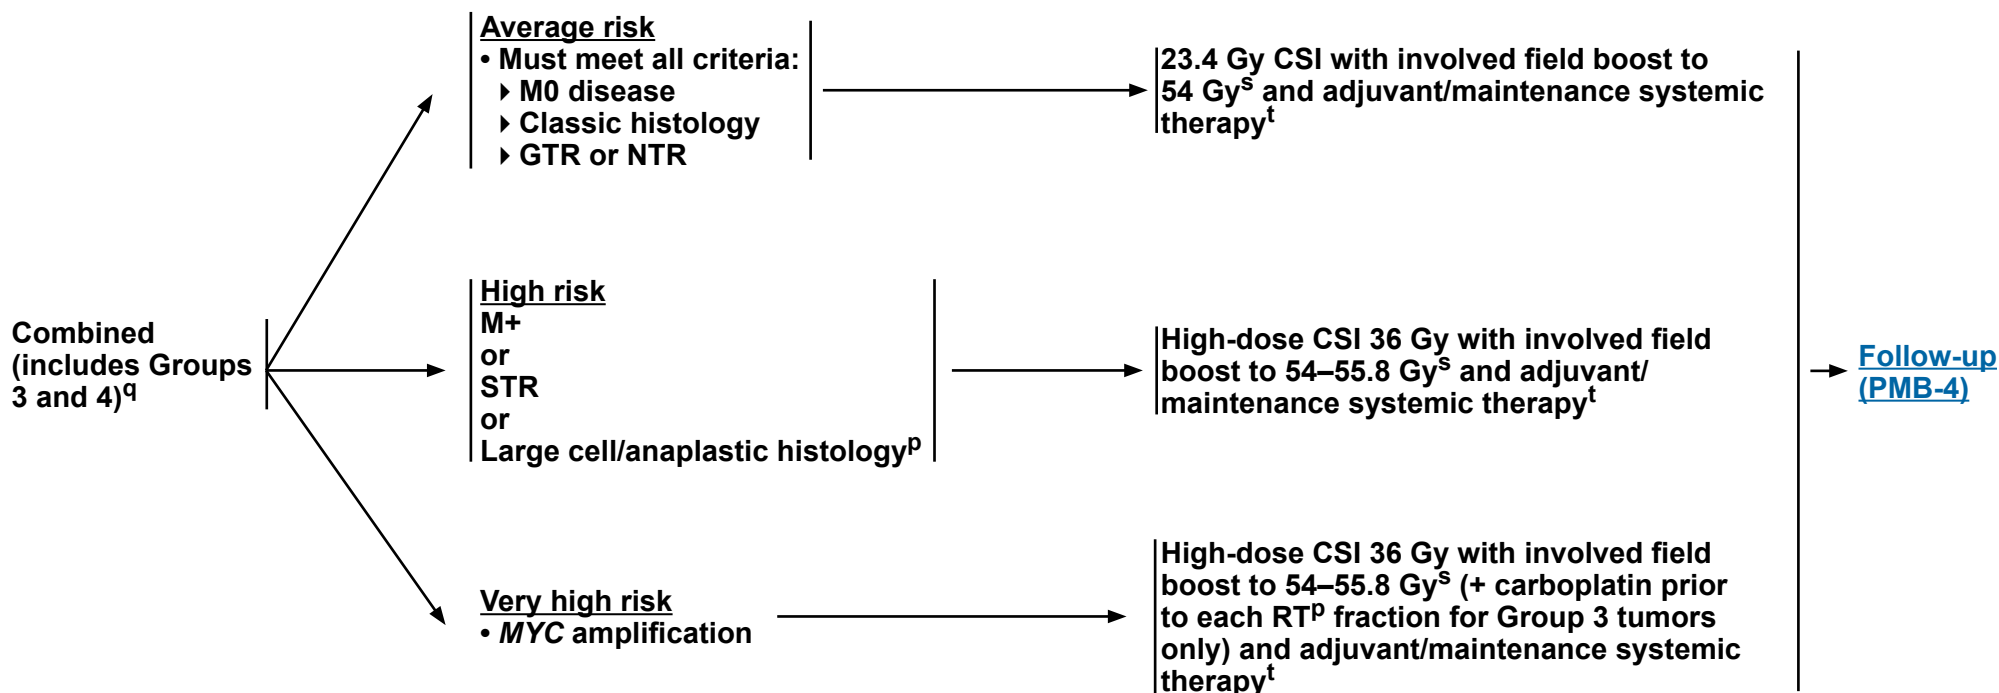 Combined
(includes Groups
3 and 4)q
Average risk
• Must meet all criteria:
▸ M0 disease
▸ Classic histology
▸ GTR or NTR
23.4 Gy CSI with involved field boost to
54 Gys and adjuvant/maintenance systemic
therapyt
High risk
M+
or
STR
or
Large cell/anaplastic histologyp
High-dose CSI 36 Gy with involved field
boost to 54–55.8 Gys and adjuvant/
maintenance systemic therapyt
Very high risk
• MYC amplification
High-dose CSI 36 Gy with involved field
boost to 54–55.8 Gys (+ carboplatin prior
to each RTp fraction for Group 3 tumors
only) and adjuvant/maintenance systemic
therapyt
Follow-up
(PMB-4)